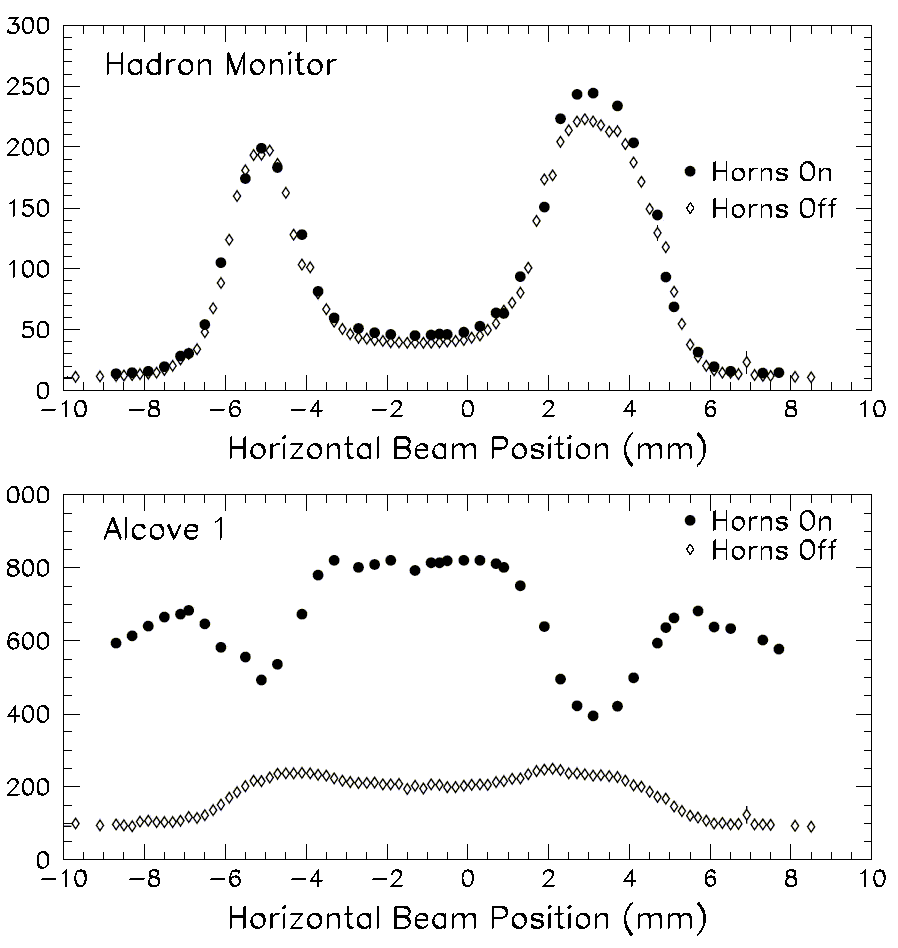 300
Hadron Monitor
250
200
Horns On
150
Horns Off
100
50
0
−10 −8 −6 −4 −2 0 2 4 6 8 10
Horizontal Beam Position (mm)
000
Alcove 1
Horns On
Horns Off
800
600
400
200
0
−10 −8 −6 −4 −2 0 2 4 6 8 10
Horizontal Beam Position (mm)